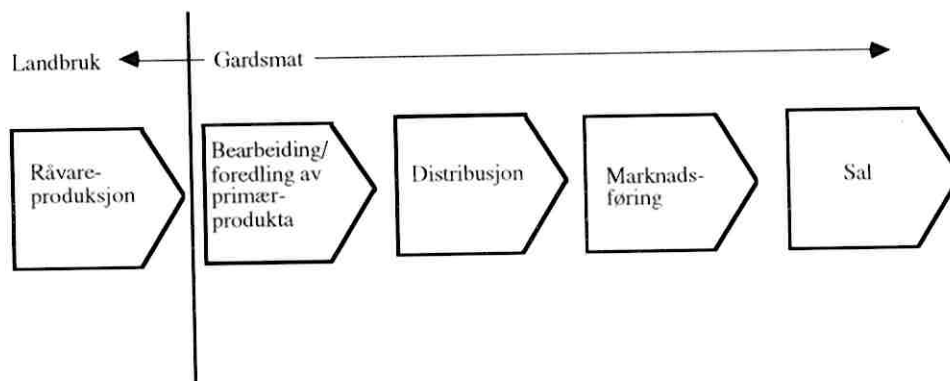 Landbruk
Gardsmat
Råvare-
produksjon
Bearbeiding/
foredling av
primær-
produkta
Distribusjon
Marknads-
føring
Sal